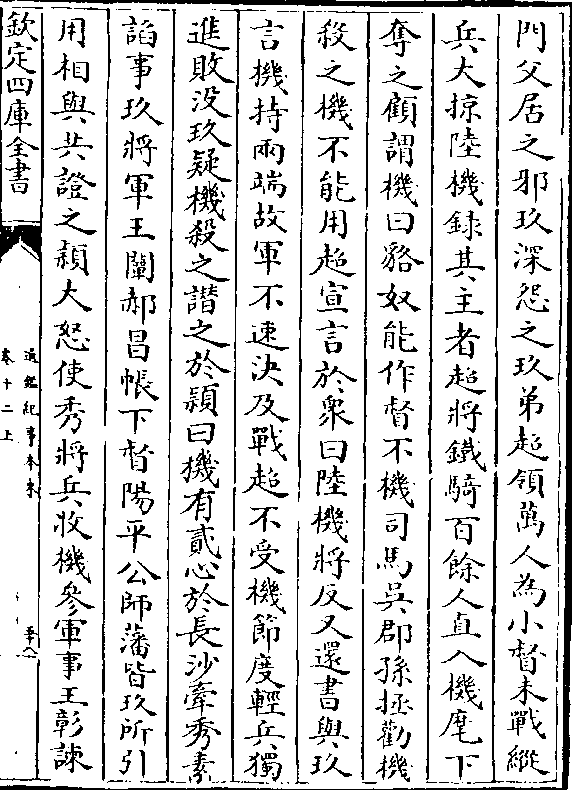 門父居之邪玖深怨之玖弟超領萬人為小督未戰縱
兵大掠陸機録其主者超將鐵騎百餘人直入機麾下
奪之顧謂機曰貉奴能作督不機司馬吳郡孫拯勸機
殺之機不能用超宣言於衆曰陸機將反又還書與玖
言機持兩端故軍不速決及戰超不受機節度輕兵獨
進敗没玖疑機殺之譖之於頴曰機有貳心於長沙牽秀素
諂事玖將軍王闡郝昌帳下督陽平公師藩皆玖所引
用相與共證之頴大怒使秀將兵收機參軍事王彰諫
欽定四庫全書
通鑑紀事本末
卷十二上